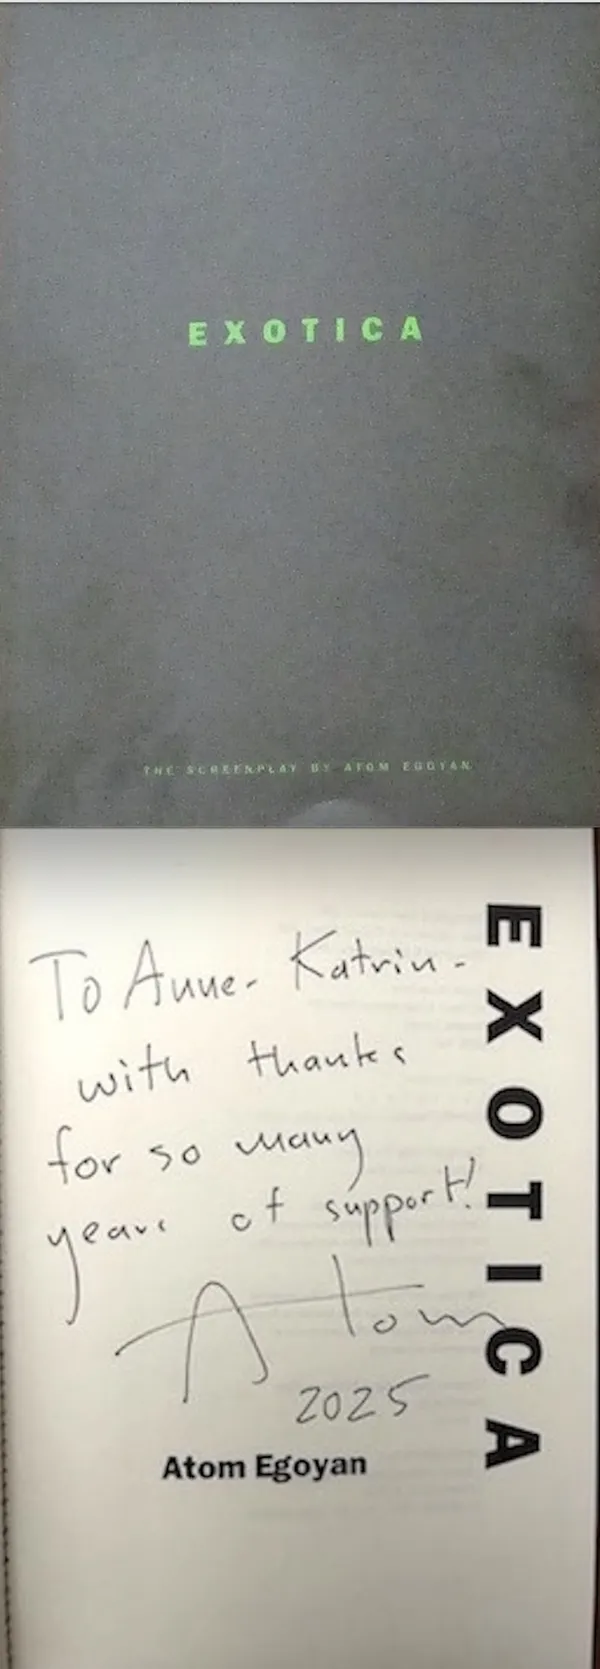 EXOTICA
THE SCREENPLAY BY ATOM EGOYAN
To Anne-Katrin-
with thanks
for so many
years of support!
Atom
2025
Atom Egoyan
EXOTICA